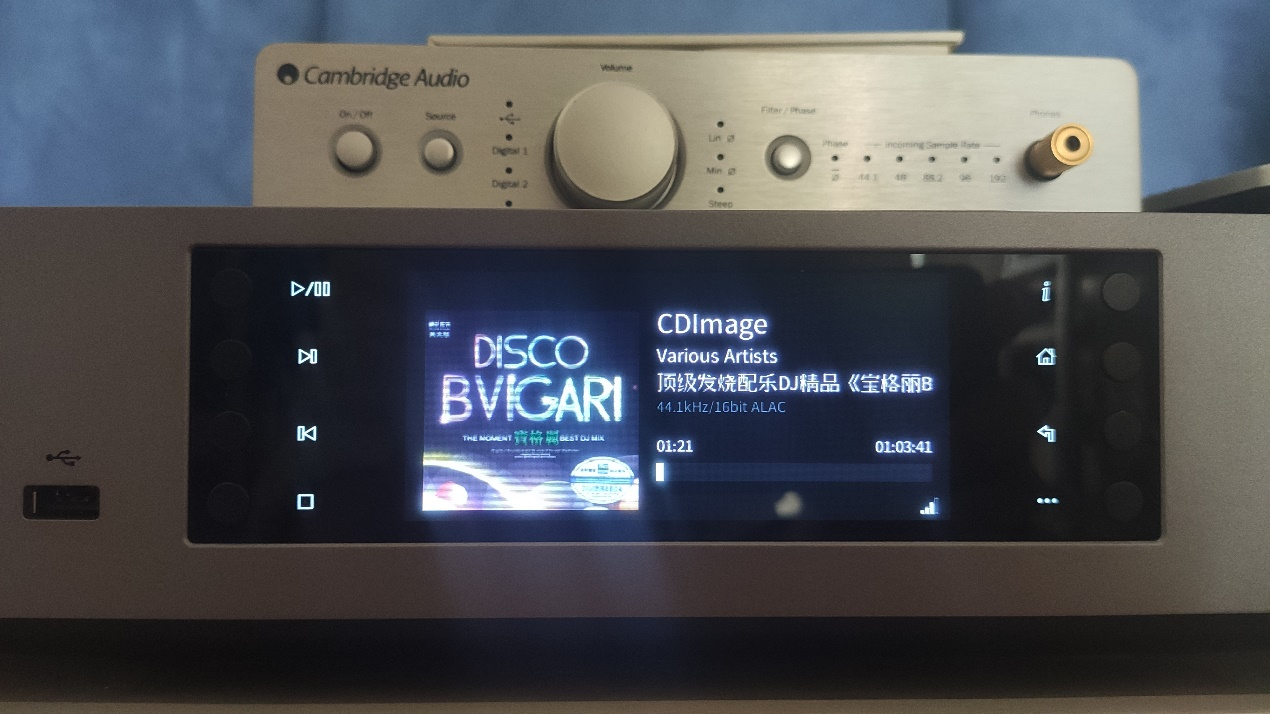 Cambridge Audio
Volume
On / Off
Source
Filter / Phase
Phones
Lin Ø
Phase
Incoming Sample Rate
Digital 1
Min. Ø
Ø 44.1 48 88.2 96 192
Digital 2
Steep
DISCO
BVIGARI
THE MOMENT 寶格麗 BEST DJ MIX
CDImage
Various Artists
顶级发烧配乐DJ精品《宝格丽B
44.1kHz/16bit ALAC
01:21 01:03:41